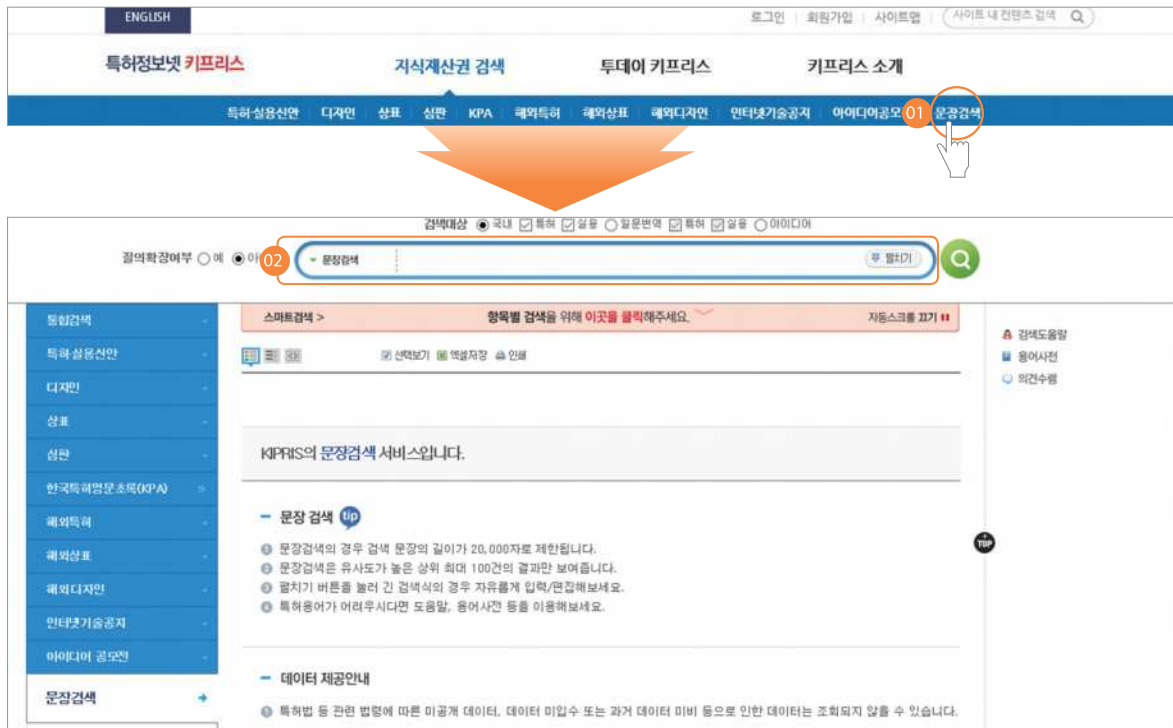 ENGLISH 로그인 회원가입 사이트맵 사이트 내 컨텐츠 검색
특허정보넷 키프리스 지식재산권 검색 투데이 키프리스 키프리스 소개
특허·실용신안 디자인 상표 심판 KPA 해외특허 해외상표 해외디자인 인터넷기술공지 아이디어공모 01 문장검색
검색대상 국내 특허 실용 일문번역 특허 실용 아이디어
질의확장여부 예 아 02 문장검색 펼치기
통합검색
특허·실용신안
디자인
상표
심판
한국특허영문초록(KPA)
해외특허
해외상표
해외디자인
인터넷기술공지
아이디어 공모전
문장검색
스마트검색 > 항목별 검색을 위해 이곳을 클릭해주세요. 자동스크롤 끄기
선택보기 엑셀저장 인쇄
KIPRIS의 문장검색 서비스입니다.
문장 검색 tip
1 문장검색의 경우 검색 문장의 길이가 20,000자로 제한됩니다.
2 문장검색은 유사도가 높은 상위 최대 100건의 결과만 보여줍니다.
3 펼치기 버튼을 눌러 긴 검색식의 경우 자유롭게 입력/편집해보세요.
4 특허용어가 어려우시다면 도움말, 용어사전 등을 이용해보세요.
데이터 제공안내
1 특허법 등 관련 법령에 따른 미공개 데이터, 데이터 미입수 또는 과거 데이터 미비 등으로 인한 데이터는 조회되지 않을 수 있습니다.
검색도움말
용어사전
의견수렴
TOP